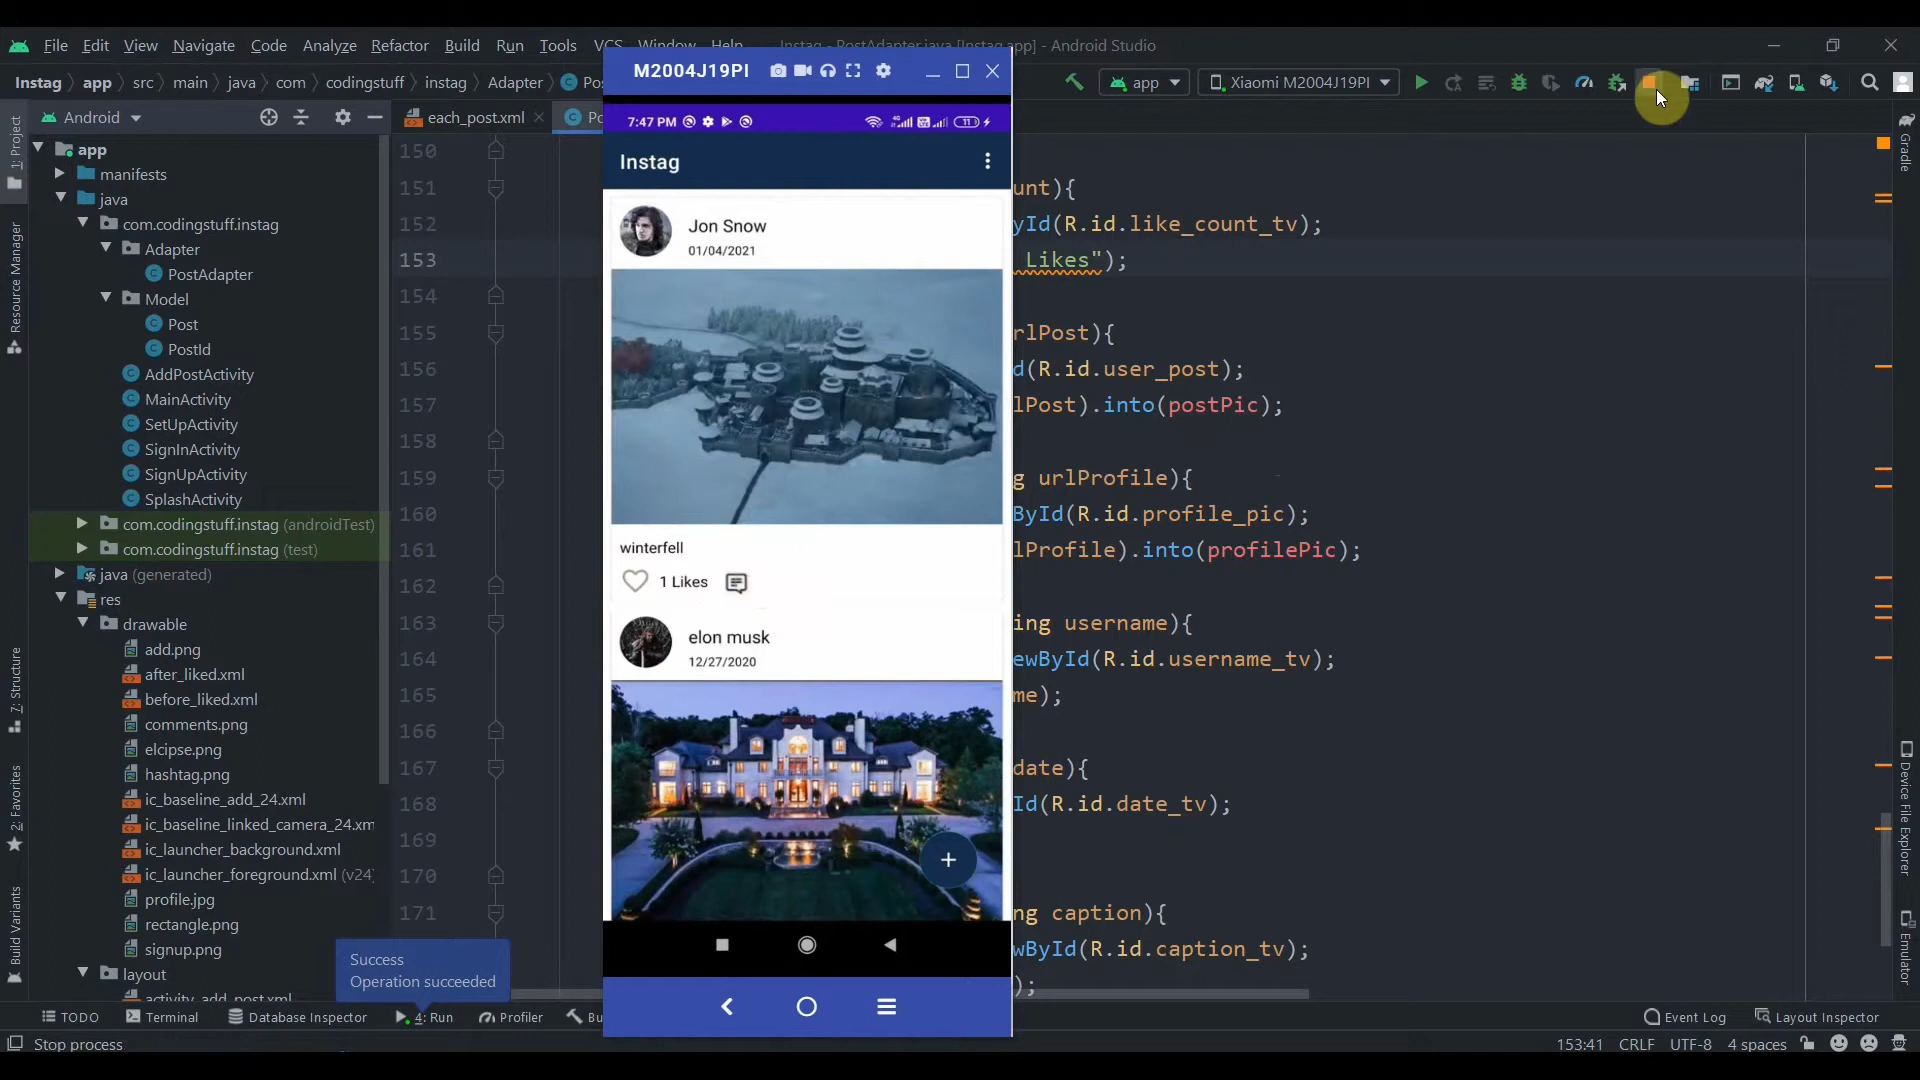 File Edit View Navigate Code Analyze Refactor Build Run Tools VCS Window Help Instag - PostAdapter.java [Instag.app] - Android Studio
Instag app src main java com codingstuff instag Adapter
app Xiaomi M2004J19PI
Android
each_post.xml
1: Project
Resource Manager
7: Structure
2: Favorites
Build Variants
app
manifests
java
com.codingstuff.instag
Adapter
PostAdapter
Model
Post
PostId
AddPostActivity
MainActivity
SetUpActivity
SignInActivity
SignUpActivity
SplashActivity
com.codingstuff.instag (androidTest)
com.codingstuff.instag (test)
java (generated)
res
drawable
add.png
after_liked.xml
before_liked.xml
comments.png
elcipse.png
hashtag.png
ic_baseline_add_24.xml
ic_baseline_linked_camera_24.xm
ic_launcher_background.xml
ic_launcher_foreground.xml (v24)
profile.jpg
rectangle.png
signup.png
layout
activity_add_post.xml
Success
Operation succeeded
150
151 unt){
152 yId(R.id.like_count_tv);
153 Likes");
154
155 rlPost){
156 d(R.id.user_post);
157 lPost).into(postPic);
158
159 g urlProfile){
160 ById(R.id.profile_pic);
161 lProfile).into(profilePic);
162
163 ing username){
164 ewById(R.id.username_tv);
165 me);
166
167 date){
168 Id(R.id.date_tv);
169
170
171 ng caption){
wById(R.id.caption_tv);
);
M2004J19PI
7:47 PM 11
Instag
Jon Snow
01/04/2021
winterfell
1 Likes
elon musk
12/27/2020
+
Gradle
Device File Explorer
Emulator
TODO Terminal Database Inspector 4: Run Profiler Bu Event Log Layout Inspector
Stop process 153:41 CRLF UTF-8 4 spaces